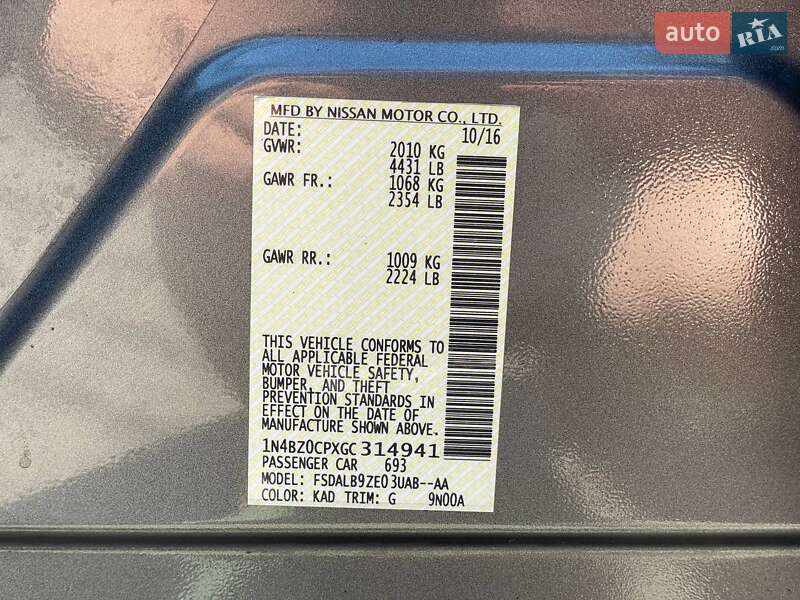 auto RIA
.com
MFD BY NISSAN MOTOR CO., LTD.
DATE: 10/16
GVWR: 2010 KG
4431 LB
GAWR FR.: 1068 KG
2354 LB
GAWR RR.: 1009 KG
2224 LB
THIS VEHICLE CONFORMS TO
ALL APPLICABLE FEDERAL
MOTOR VEHICLE SAFETY,
BUMPER, AND THEFT
PREVENTION STANDARDS IN
EFFECT ON THE DATE OF
MANUFACTURE SHOWN ABOVE.
1N4BZ0CPXGC314941
PASSENGER CAR 693
MODEL: FSDALB9ZE03UAB--AA
COLOR: KAD TRIM: G 9N00A